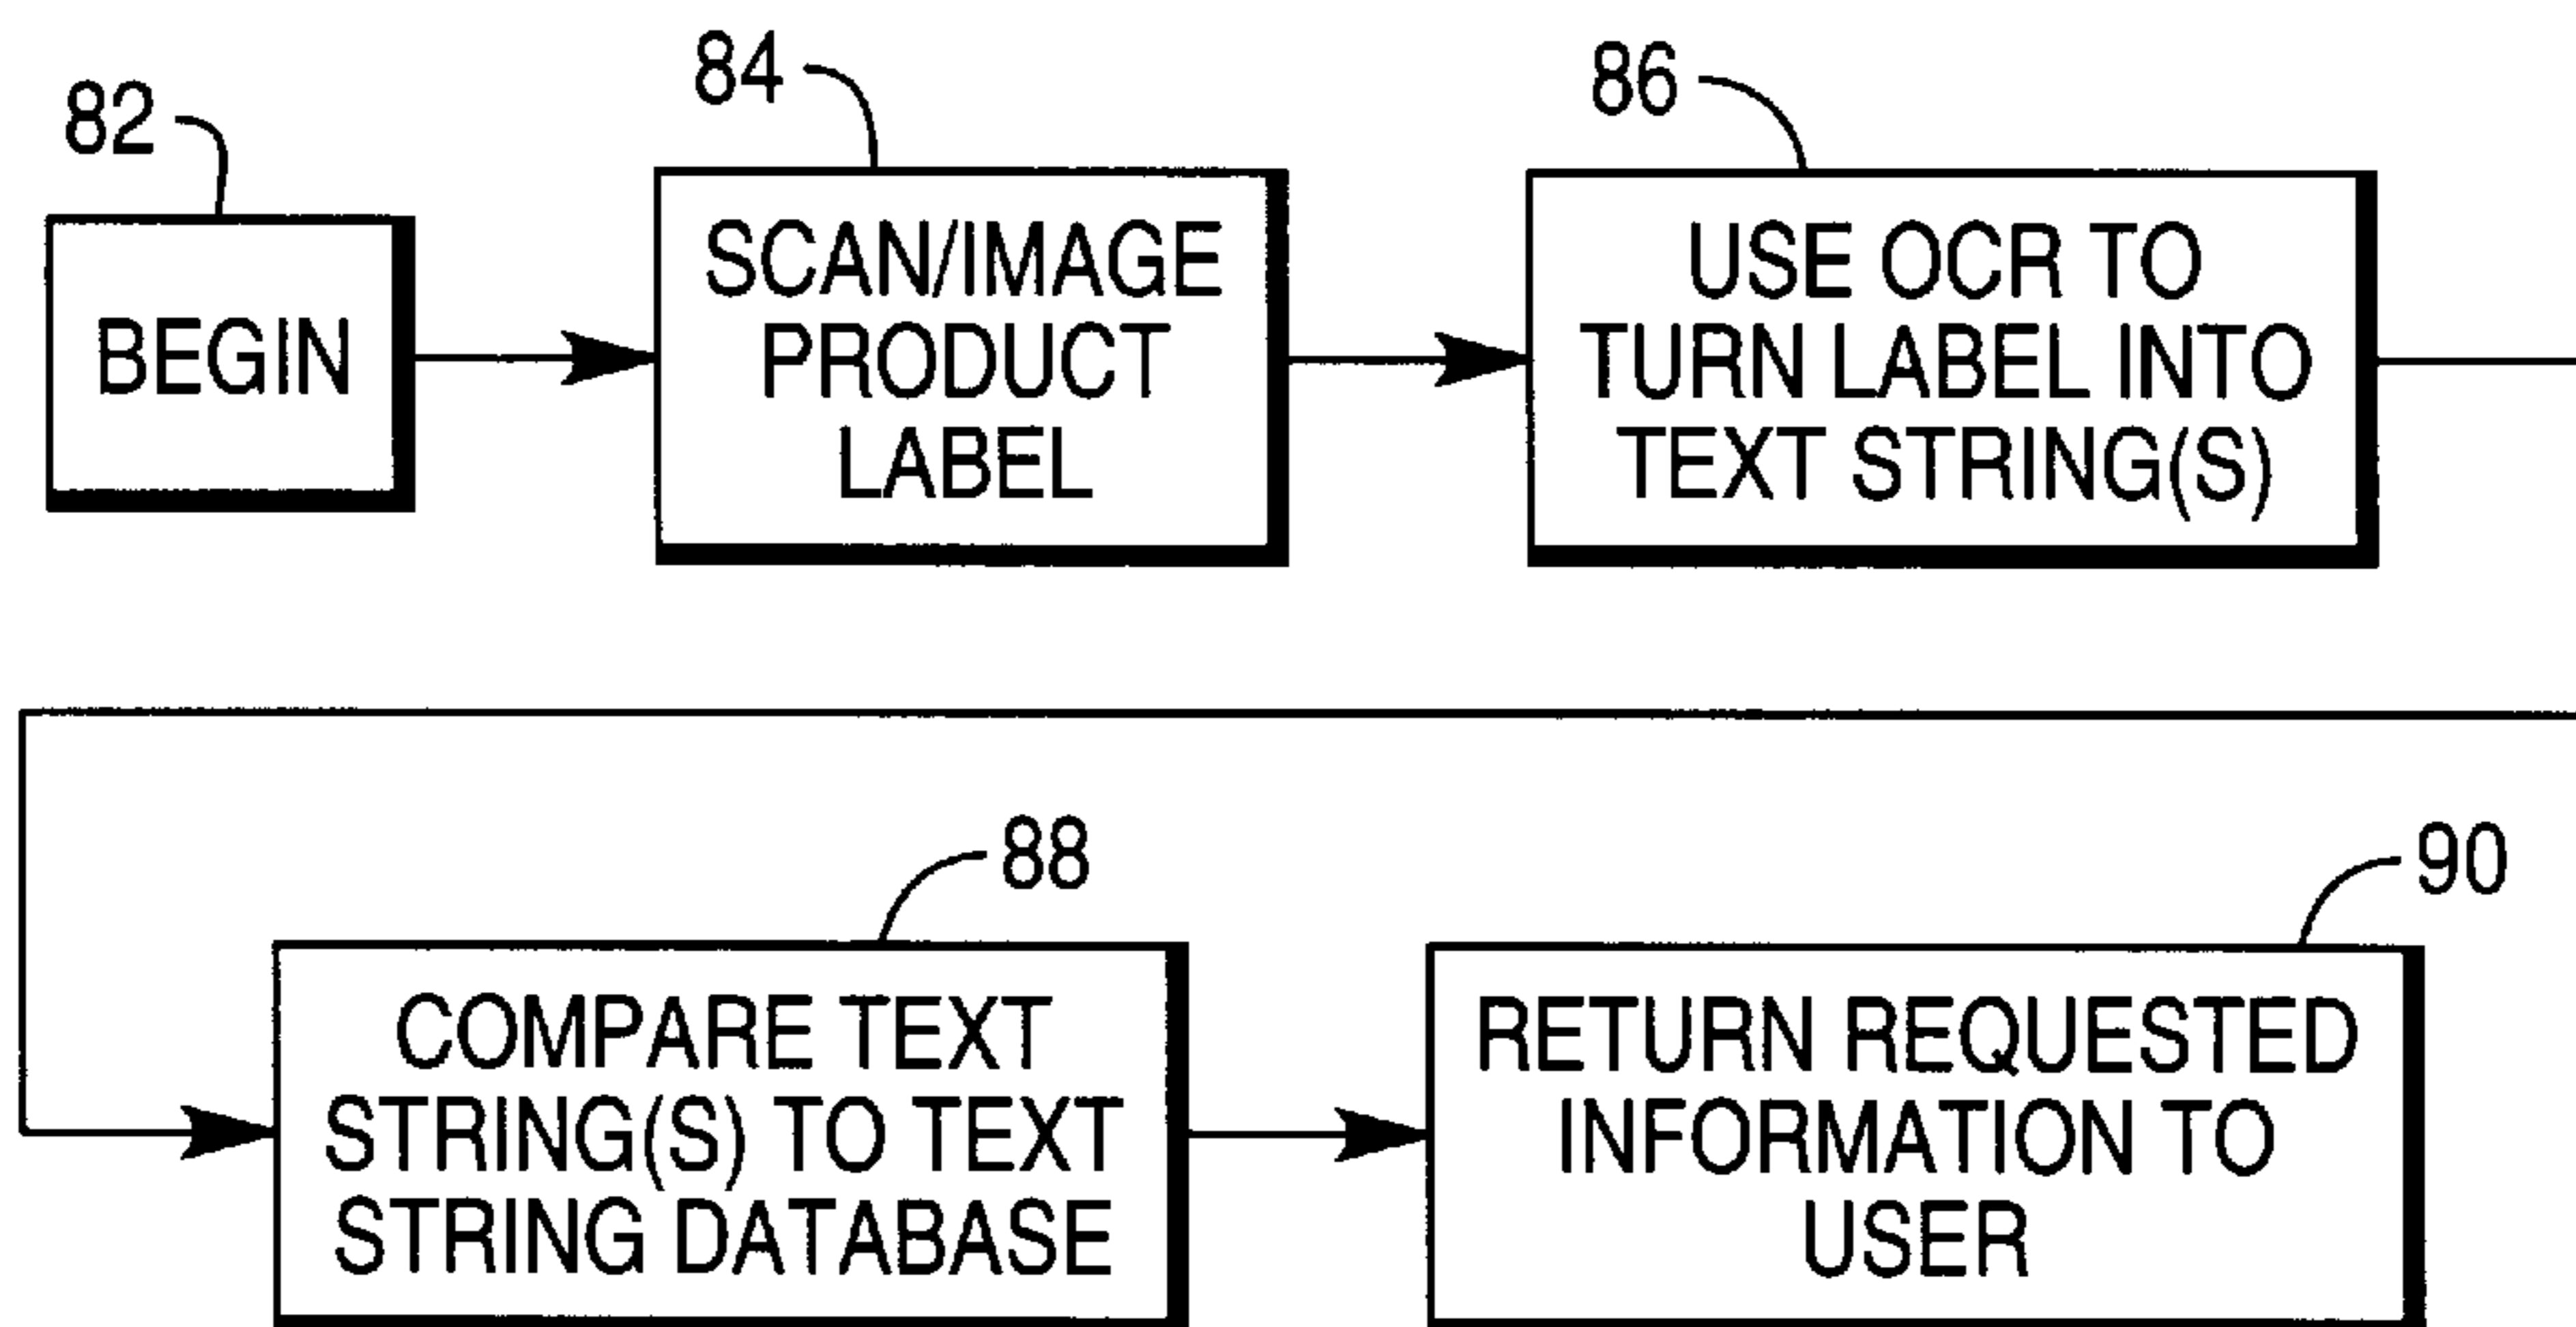 82
BEGIN
84
SCAN/IMAGE
PRODUCT
LABEL
86
USE OCR TO
TURN LABEL INTO
TEXT STRING(S)
88
COMPARE TEXT
STRING(S) TO TEXT
STRING DATABASE
90
RETURN REQUESTED
INFORMATION TO
USER